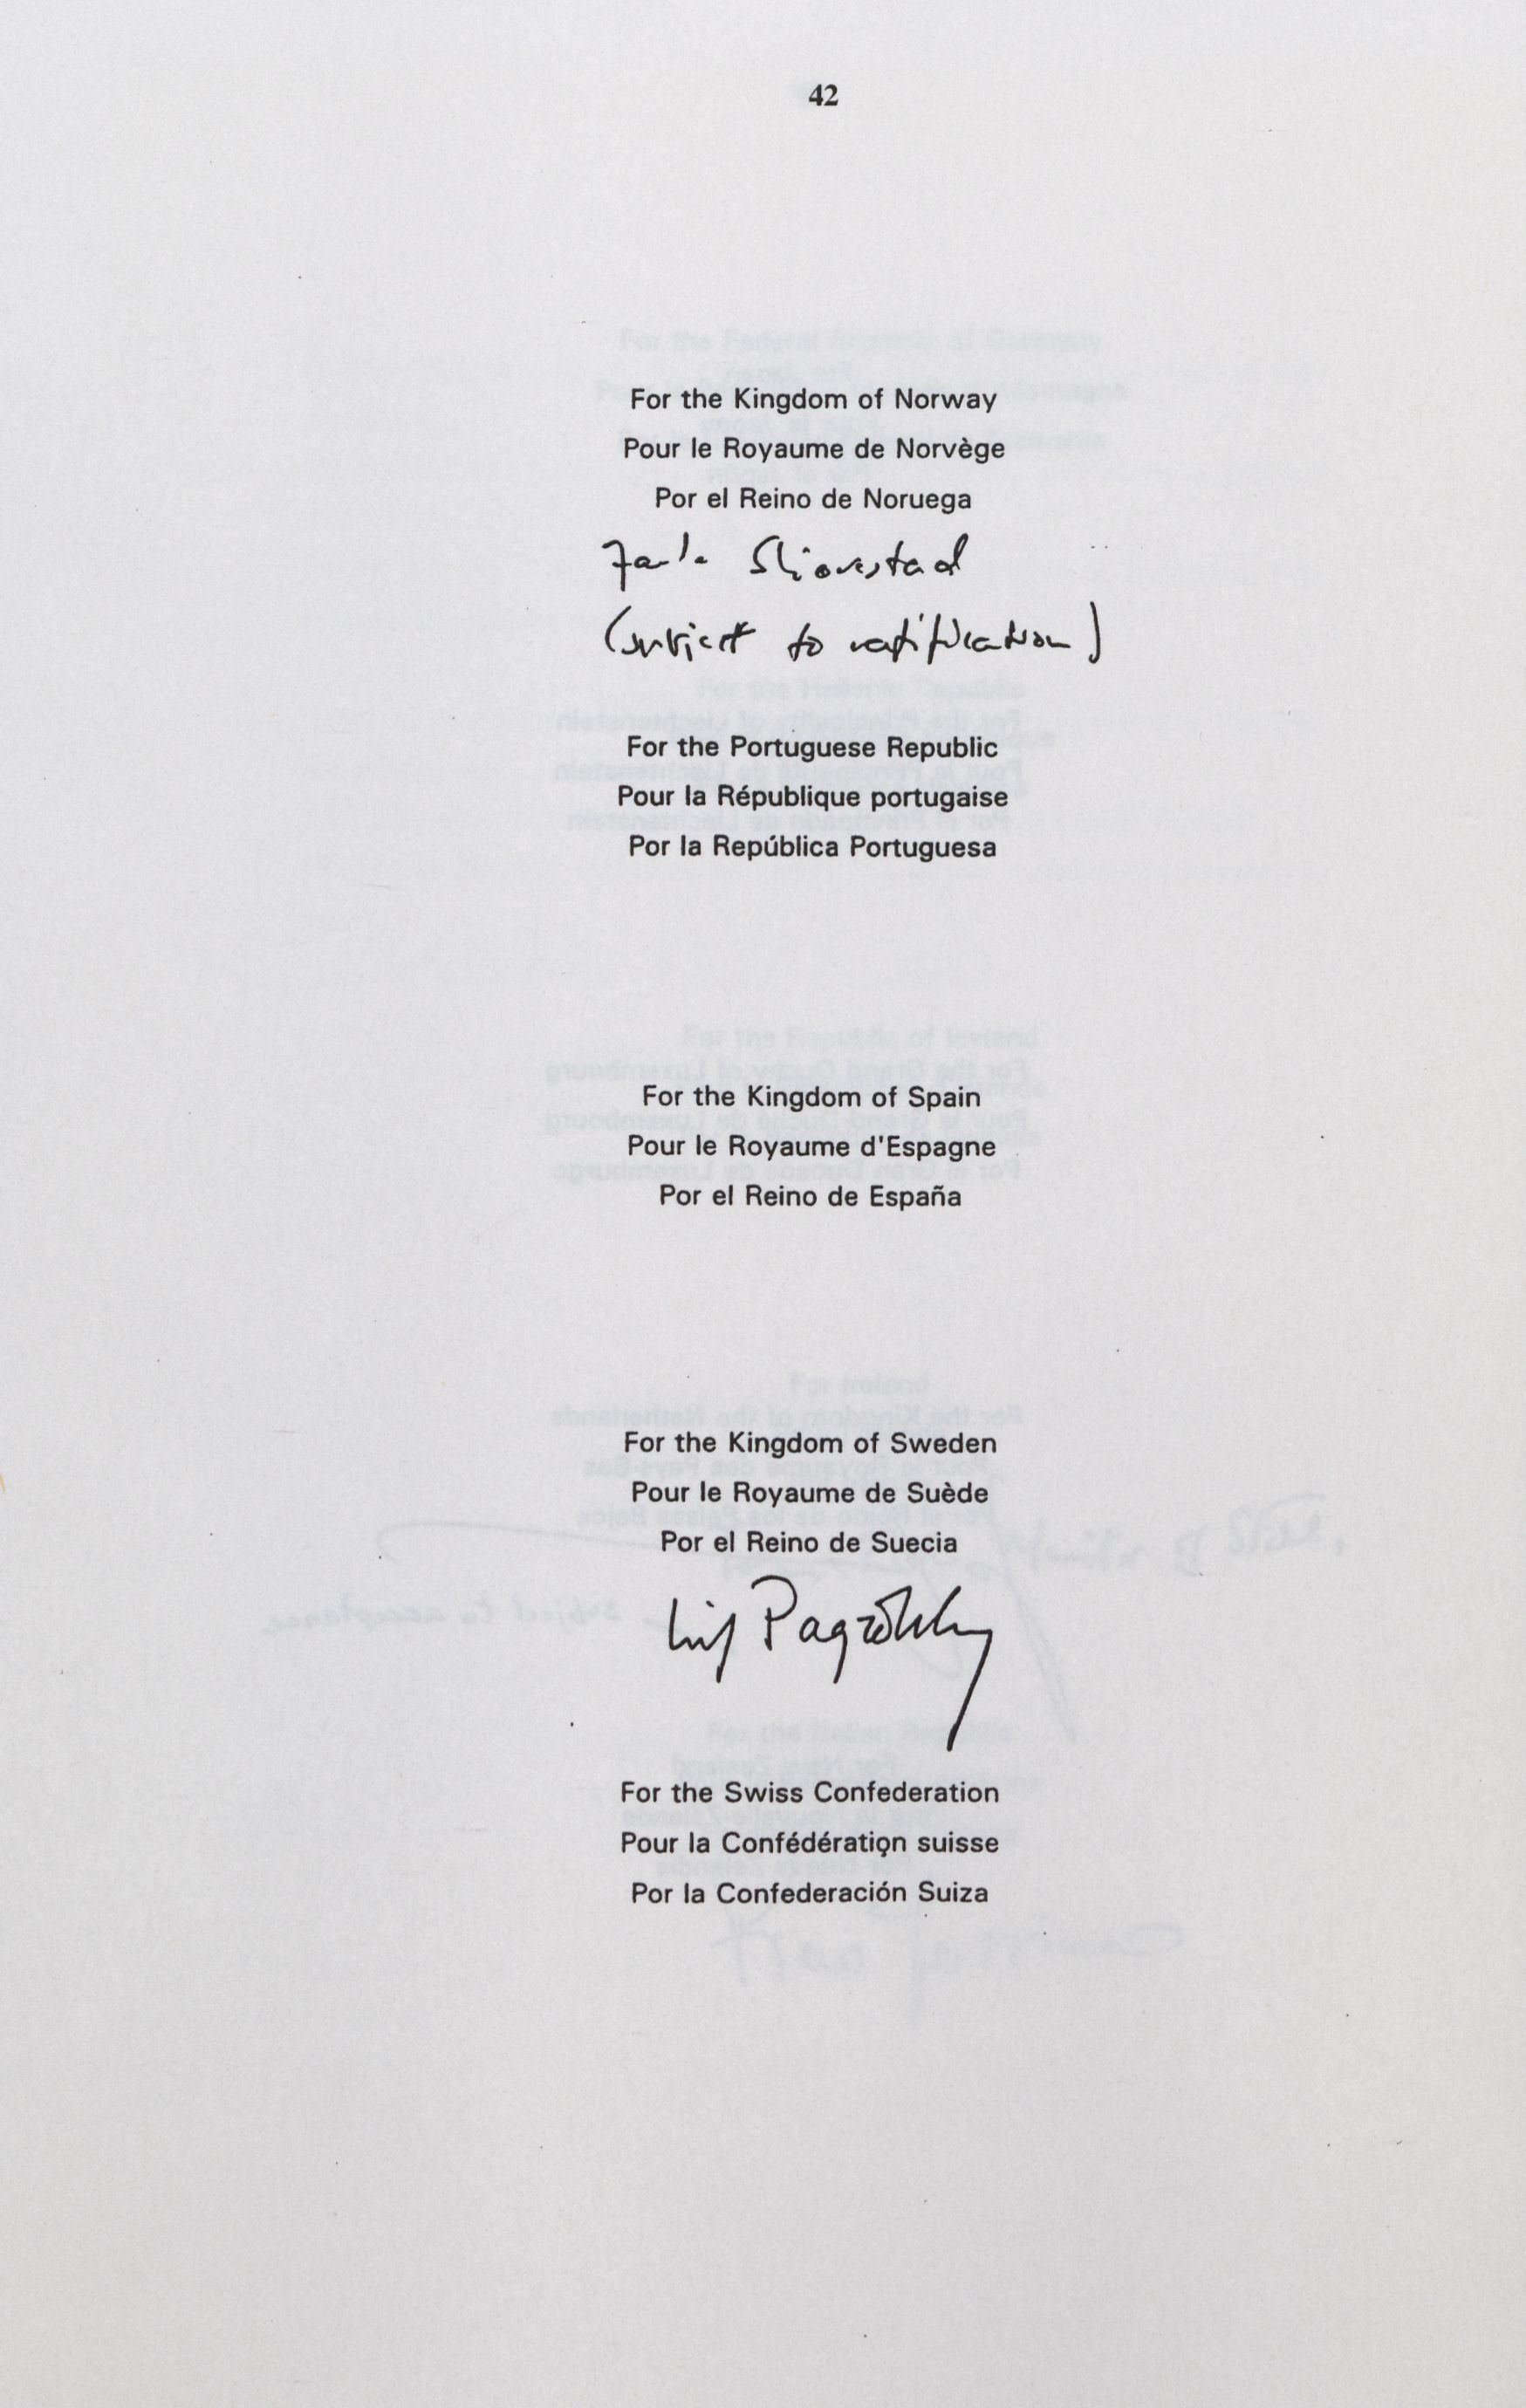 42
For the Kingdom of Norway
Pour le Royaume de Norvège
Por el Reino de Noruega
(subject to ratification)
For the Portuguese Republic
Pour la République portugaise
Por la República Portuguesa
For the Kingdom of Spain
Pour le Royaume d'Espagne
Por el Reino de España
For the Kingdom of Sweden
Pour le Royaume de Suède
Por el Reino de Suecia
Leif Pagrotsky
For the Swiss Confederation
Pour la Confédération suisse
Por la Confederación Suiza